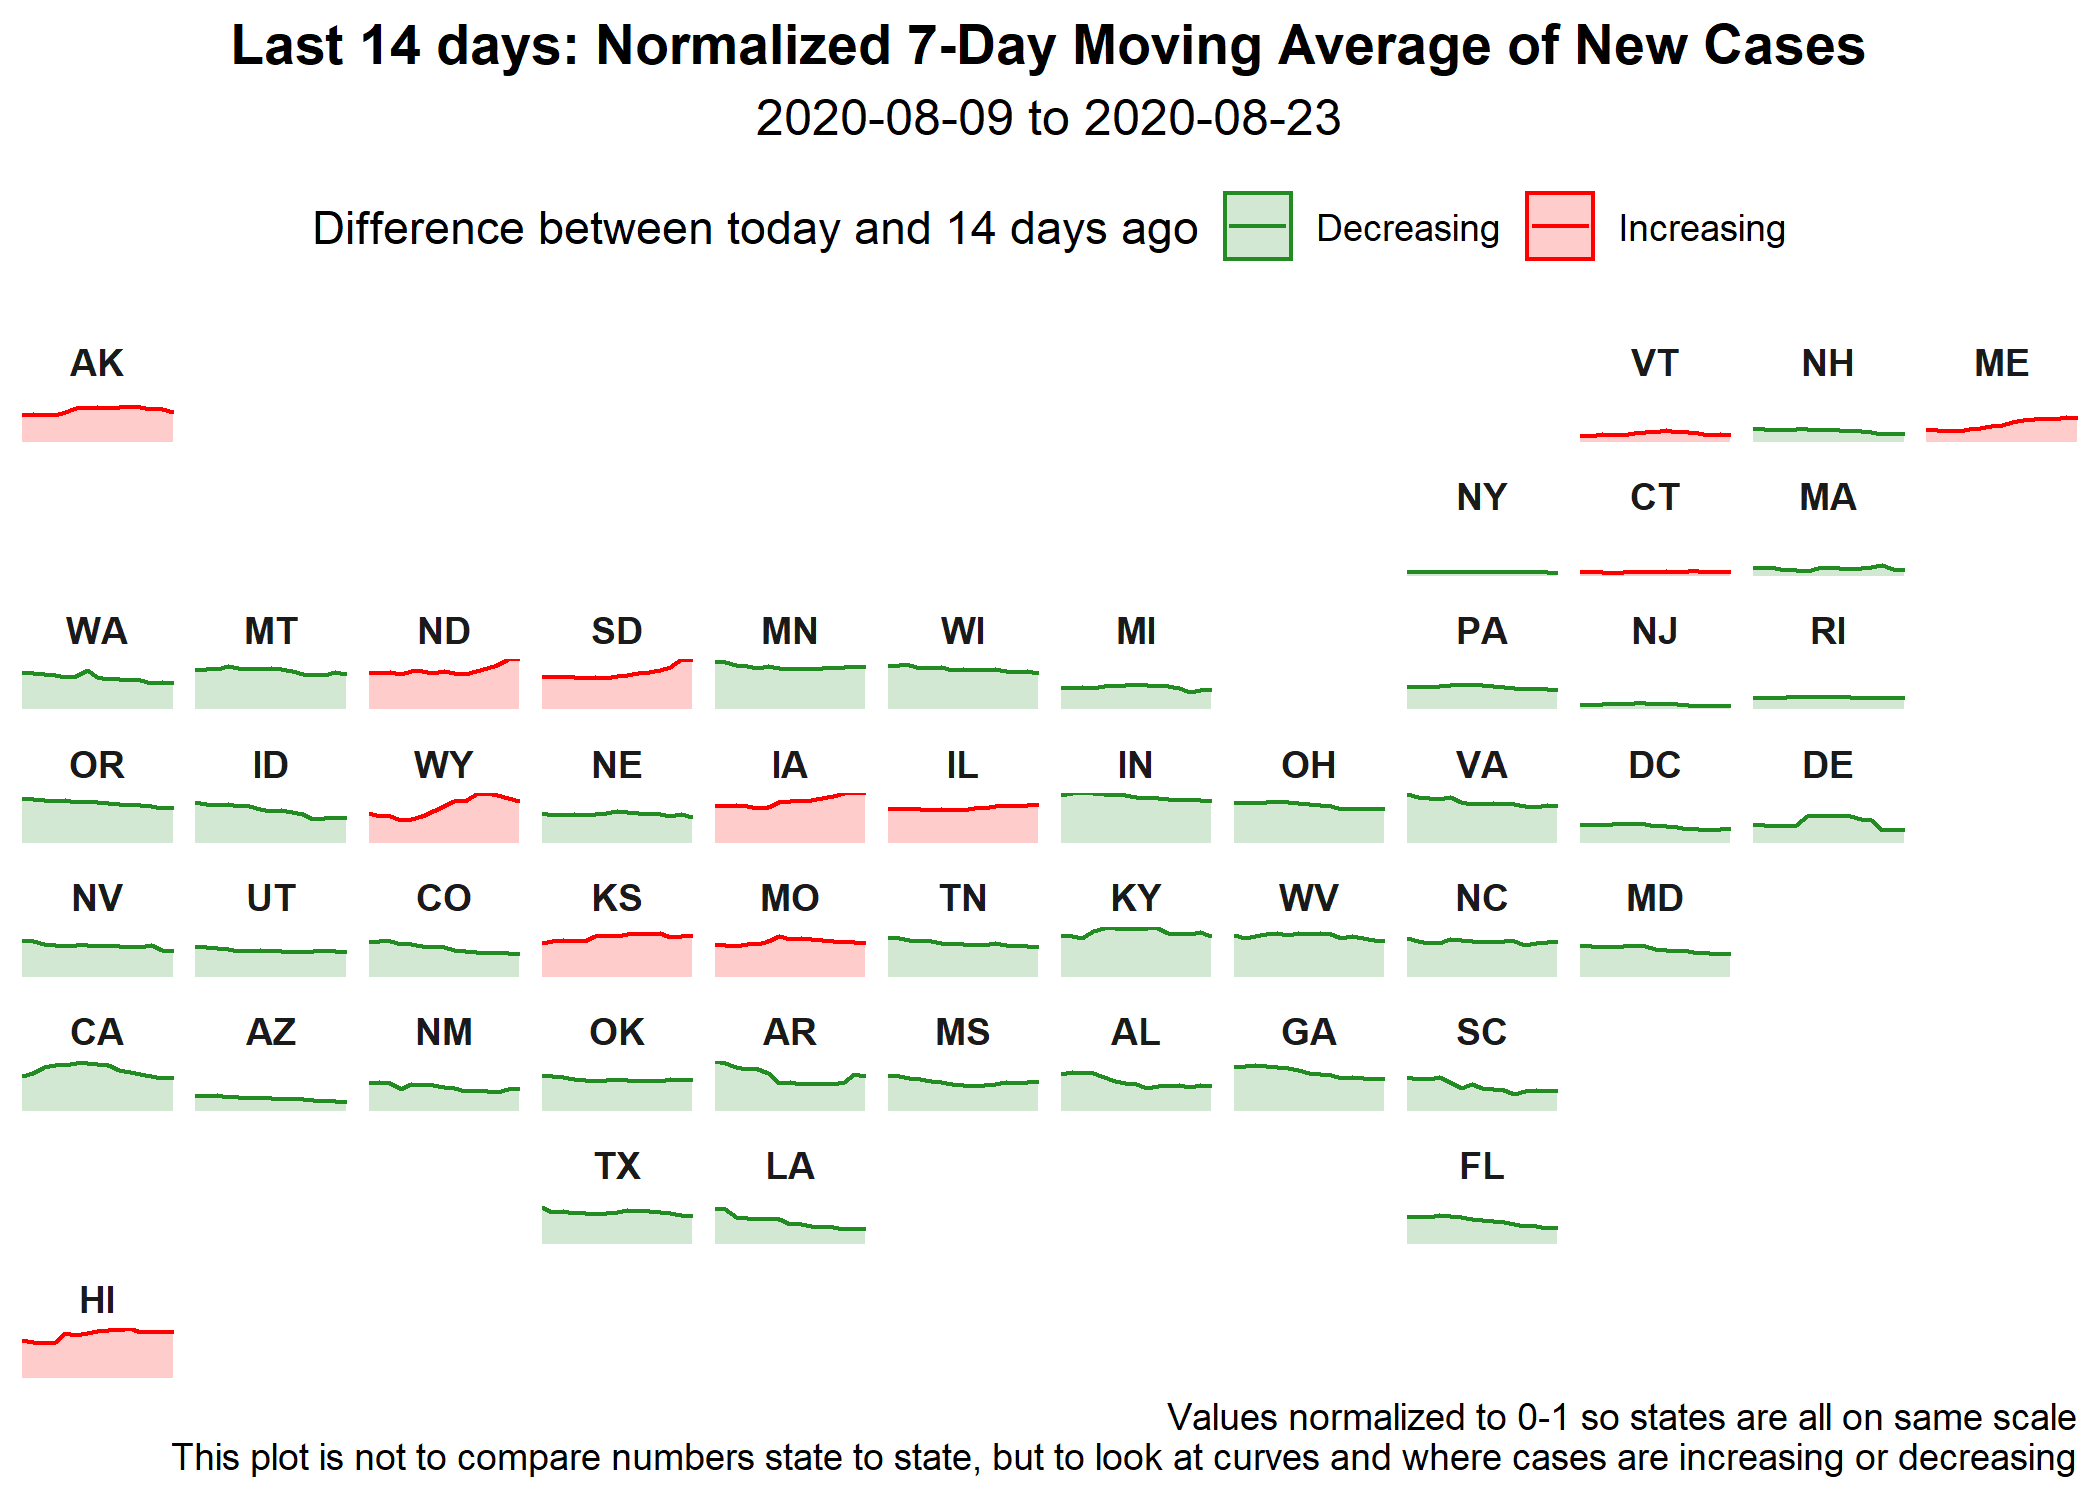 Last 14 days: Normalized 7-Day Moving Average of New Cases
2020-08-09 to 2020-08-23
Difference between today and 14 days ago Decreasing Increasing
AK VT NH ME
NY CT MA
WA MT ND SD MN WI MI PA NJ RI
OR ID WY NE IA IL IN OH VA DC DE
NV UT CO KS MO TN KY WV NC MD
CA AZ NM OK AR MS AL GA SC
TX LA FL
HI
Values normalized to 0-1 so states are all on same scale
This plot is not to compare numbers state to state, but to look at curves and where cases are increasing or decreasing